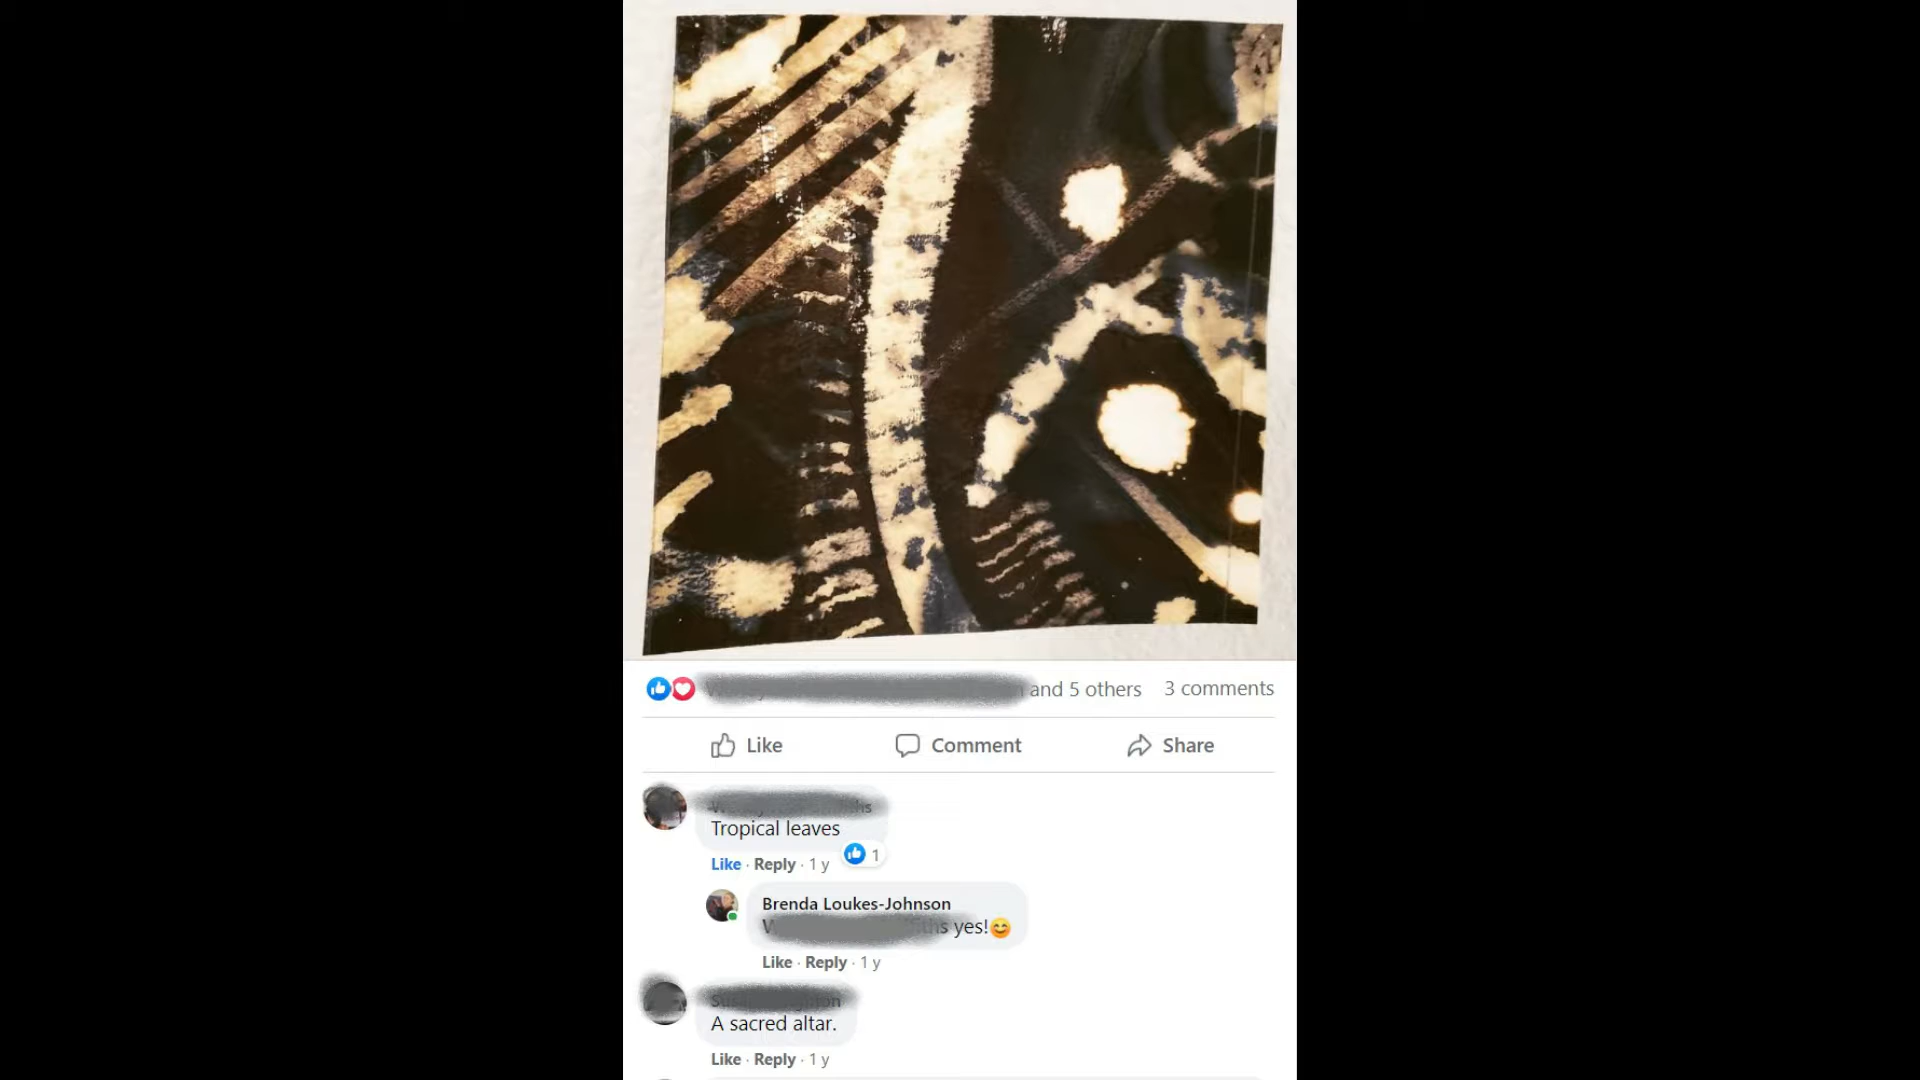 and 5 others 3 comments
Like Comment Share
Tropical leaves
Like · Reply · 1 y 1
Brenda Loukes-Johnson
yes!😊
Like · Reply · 1 y
A sacred altar.
Like · Reply · 1 y